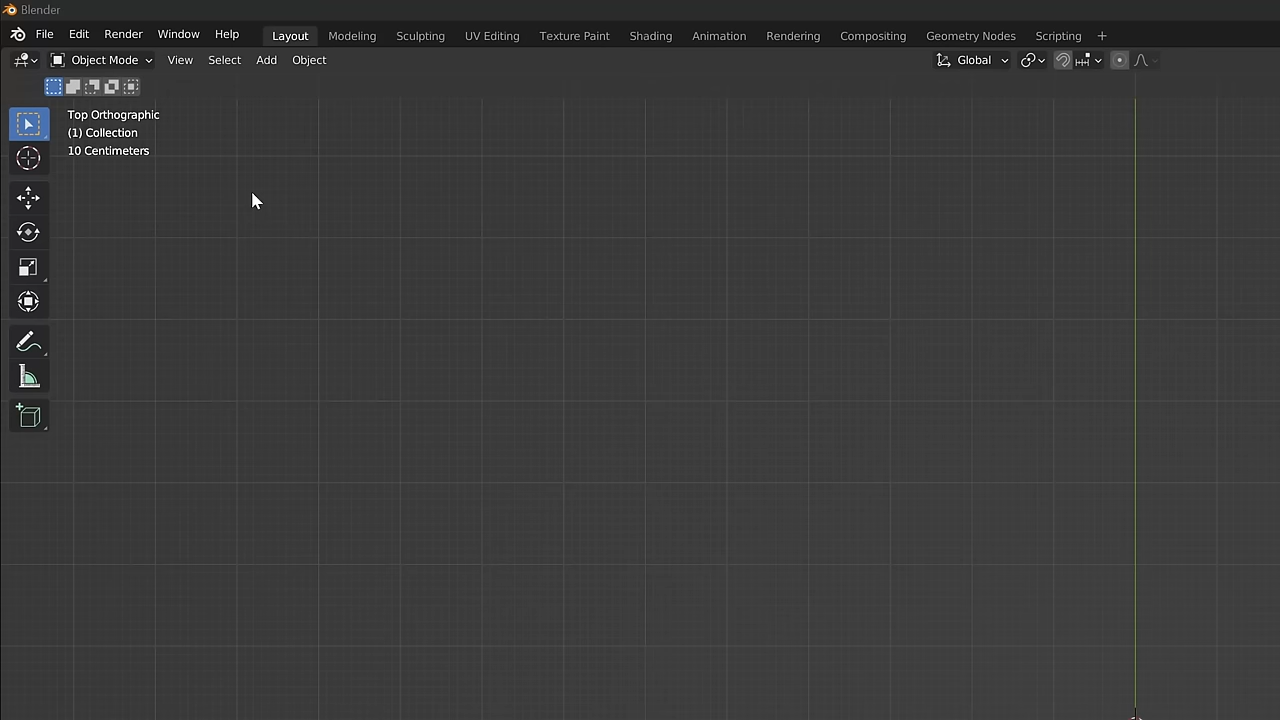 Blender
File Edit Render Window Help Layout Modeling Sculpting UV Editing Texture Paint Shading Animation Rendering Compositing Geometry Nodes Scripting +
Object Mode View Select Add Object Global
Top Orthographic
(1) Collection
10 Centimeters